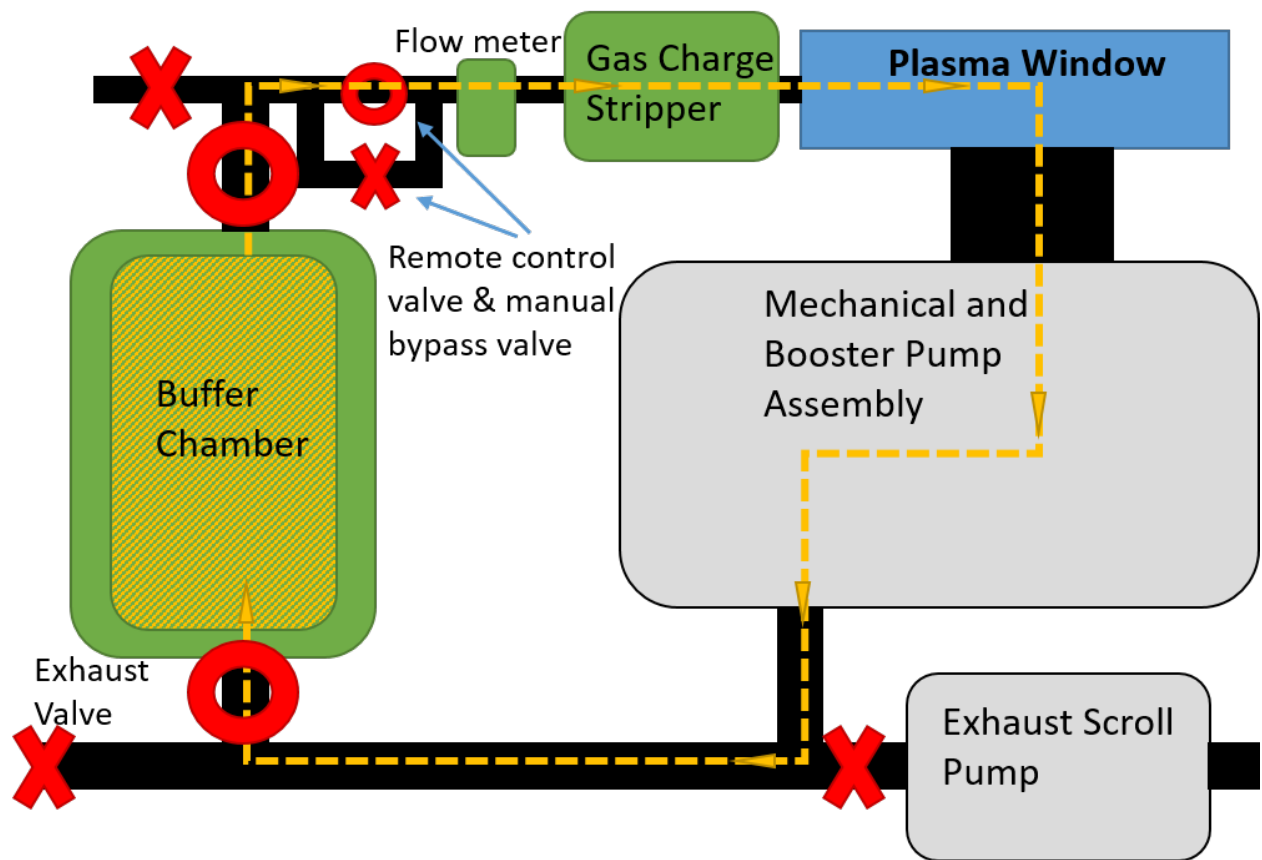 Flow meter
Gas Charge
Stripper
Plasma Window
Remote control
valve & manual
bypass valve
Buffer
Chamber
Mechanical and
Booster Pump
Assembly
Exhaust
Valve
Exhaust Scroll
Pump